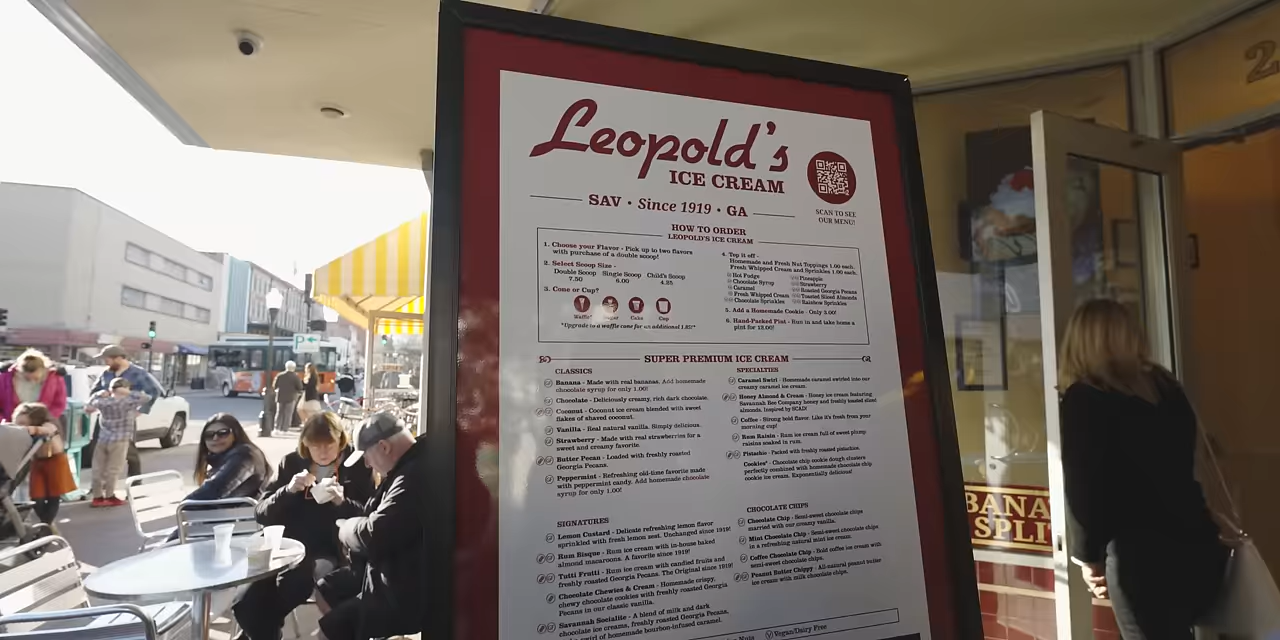 Leopold's
ICE CREAM
SAV • Since 1919 • GA
SCAN TO SEE
OUR MENU!
HOW TO ORDER
LEOPOLD'S ICE CREAM
1. Choose your Flavor - Pick up to two flavors
with purchase of a double scoop!
2. Select Scoop Size -
Double Scoop Single Scoop Child's Scoop
7.50 6.00 4.25
3. Cone or Cup?
Waffle* Sugar Cake Cup
*Upgrade to a waffle cone for an additional 1.85!*
4. Top it off -
Homemade and Fresh Nut Toppings 1.00 each.
Fresh Whipped Cream and Sprinkles 1.00 each.
Hot Fudge
Chocolate Syrup
Caramel
Fresh Whipped Cream
Chocolate Sprinkles
Pineapple
Strawberry
Roasted Georgia Pecans
Toasted Sliced Almonds
Rainbow Sprinkles
5. Add a Homemade Cookie - Only 3.00!
6. Hand-Packed Pint - Run in and take home a
pint for 12.00!
SUPER PREMIUM ICE CREAM
CLASSICS
Banana - Made with real bananas. Add homemade
chocolate syrup for only 1.00!
Chocolate - Deliciously creamy, rich dark chocolate.
Coconut - Coconut ice cream blended with sweet
flakes of shaved coconut.
Vanilla - Real natural vanilla. Simply delicious.
Strawberry - Made with real strawberries for a
sweet and creamy favorite.
Butter Pecan - Loaded with freshly roasted
Georgia Pecans.
Peppermint - Refreshing old-time favorite made
with peppermint candy. Add homemade chocolate
syrup for only 1.00!
SPECIALTIES
Caramel Swirl - Homemade caramel swirled into our
creamy caramel ice cream.
Honey Almond & Cream - Honey ice cream featuring
Savannah Bee Company honey and freshly toasted sliced
almonds. Inspired by SCAD!
Coffee - Strong bold flavor. Like it's fresh from your
morning cup!
Rum Raisin - Rum ice cream full of sweet plump
raisins soaked in rum.
Pistachio - Packed with freshly roasted pistachios.
Cookies* - Chocolate chip cookie dough clusters
perfectly combined with homemade chocolate chip
cookie ice cream. Exponentially delicious!
SIGNATURES
Lemon Custard - Delicate refreshing lemon flavor
sprinkled with fresh lemon zest. Unchanged since 1919!
Rum Bisque - Rum ice cream with in-house baked
almond macaroons. A favorite since 1919!
Tutti Frutti - Rum ice cream with candied fruits and
freshly roasted Georgia Pecans. The Original since 1919!
Chocolate Chewies & Cream - Homemade crispy,
chewy chocolate cookies with freshly roasted Georgia
Pecans in our classic vanilla.
Savannah Socialite - A blend of milk and dark
chocolate ice creams, freshly roasted Georgia Pecans,
swirl of homemade bourbon-infused caramel.
CHOCOLATE CHIPS
Chocolate Chip - Semi-sweet chocolate chips
married with our creamy vanilla.
Mint Chocolate Chip - Semi-sweet chocolate chips
in a refreshing natural mint ice cream.
Coffee Chocolate Chip - Bold coffee ice cream with
semi-sweet chocolate chips.
Peanut Butter Chippy - All-natural peanut butter
ice cream with milk chocolate chips.
Nuts
Vegan/Dairy Free
BANA
SPLI
2
P